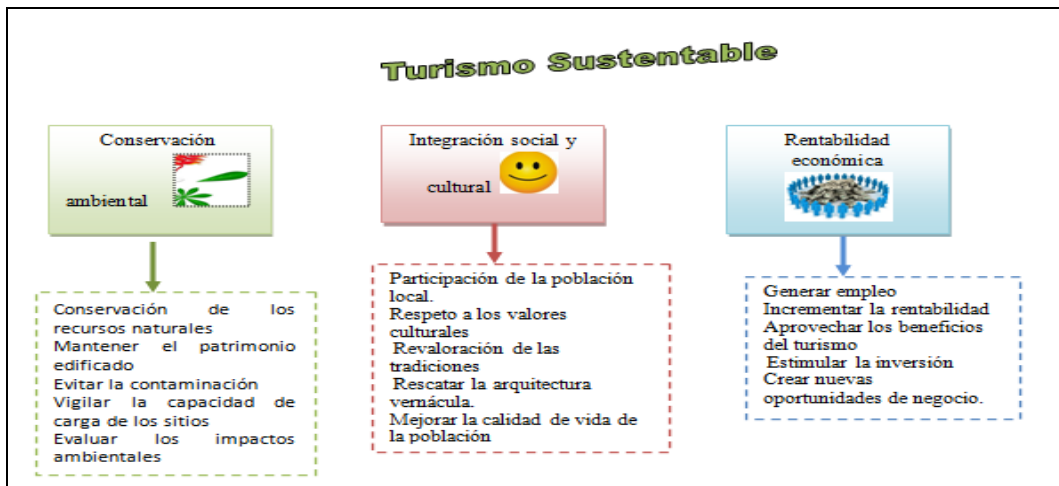 Turismo Sustentable
Conservación
ambiental
Conservación de los
recursos naturales
Mantener el patrimonio
edificado
Evitar la contaminación
Vigilar la capacidad de
carga de los sitios
Evaluar los impactos
ambientales
Integración social y
cultural
Participación de la población
local.
Respeto a los valores
culturales
Revaloración de las
tradiciones
Rescatar la arquitectura
vernácula.
Mejorar la calidad de vida de
la población
Rentabilidad
económica
Generar empleo
Incrementar la rentabilidad
Aprovechar los beneficios
del turismo
Estimular la inversión
Crear nuevas
oportunidades de negocio.